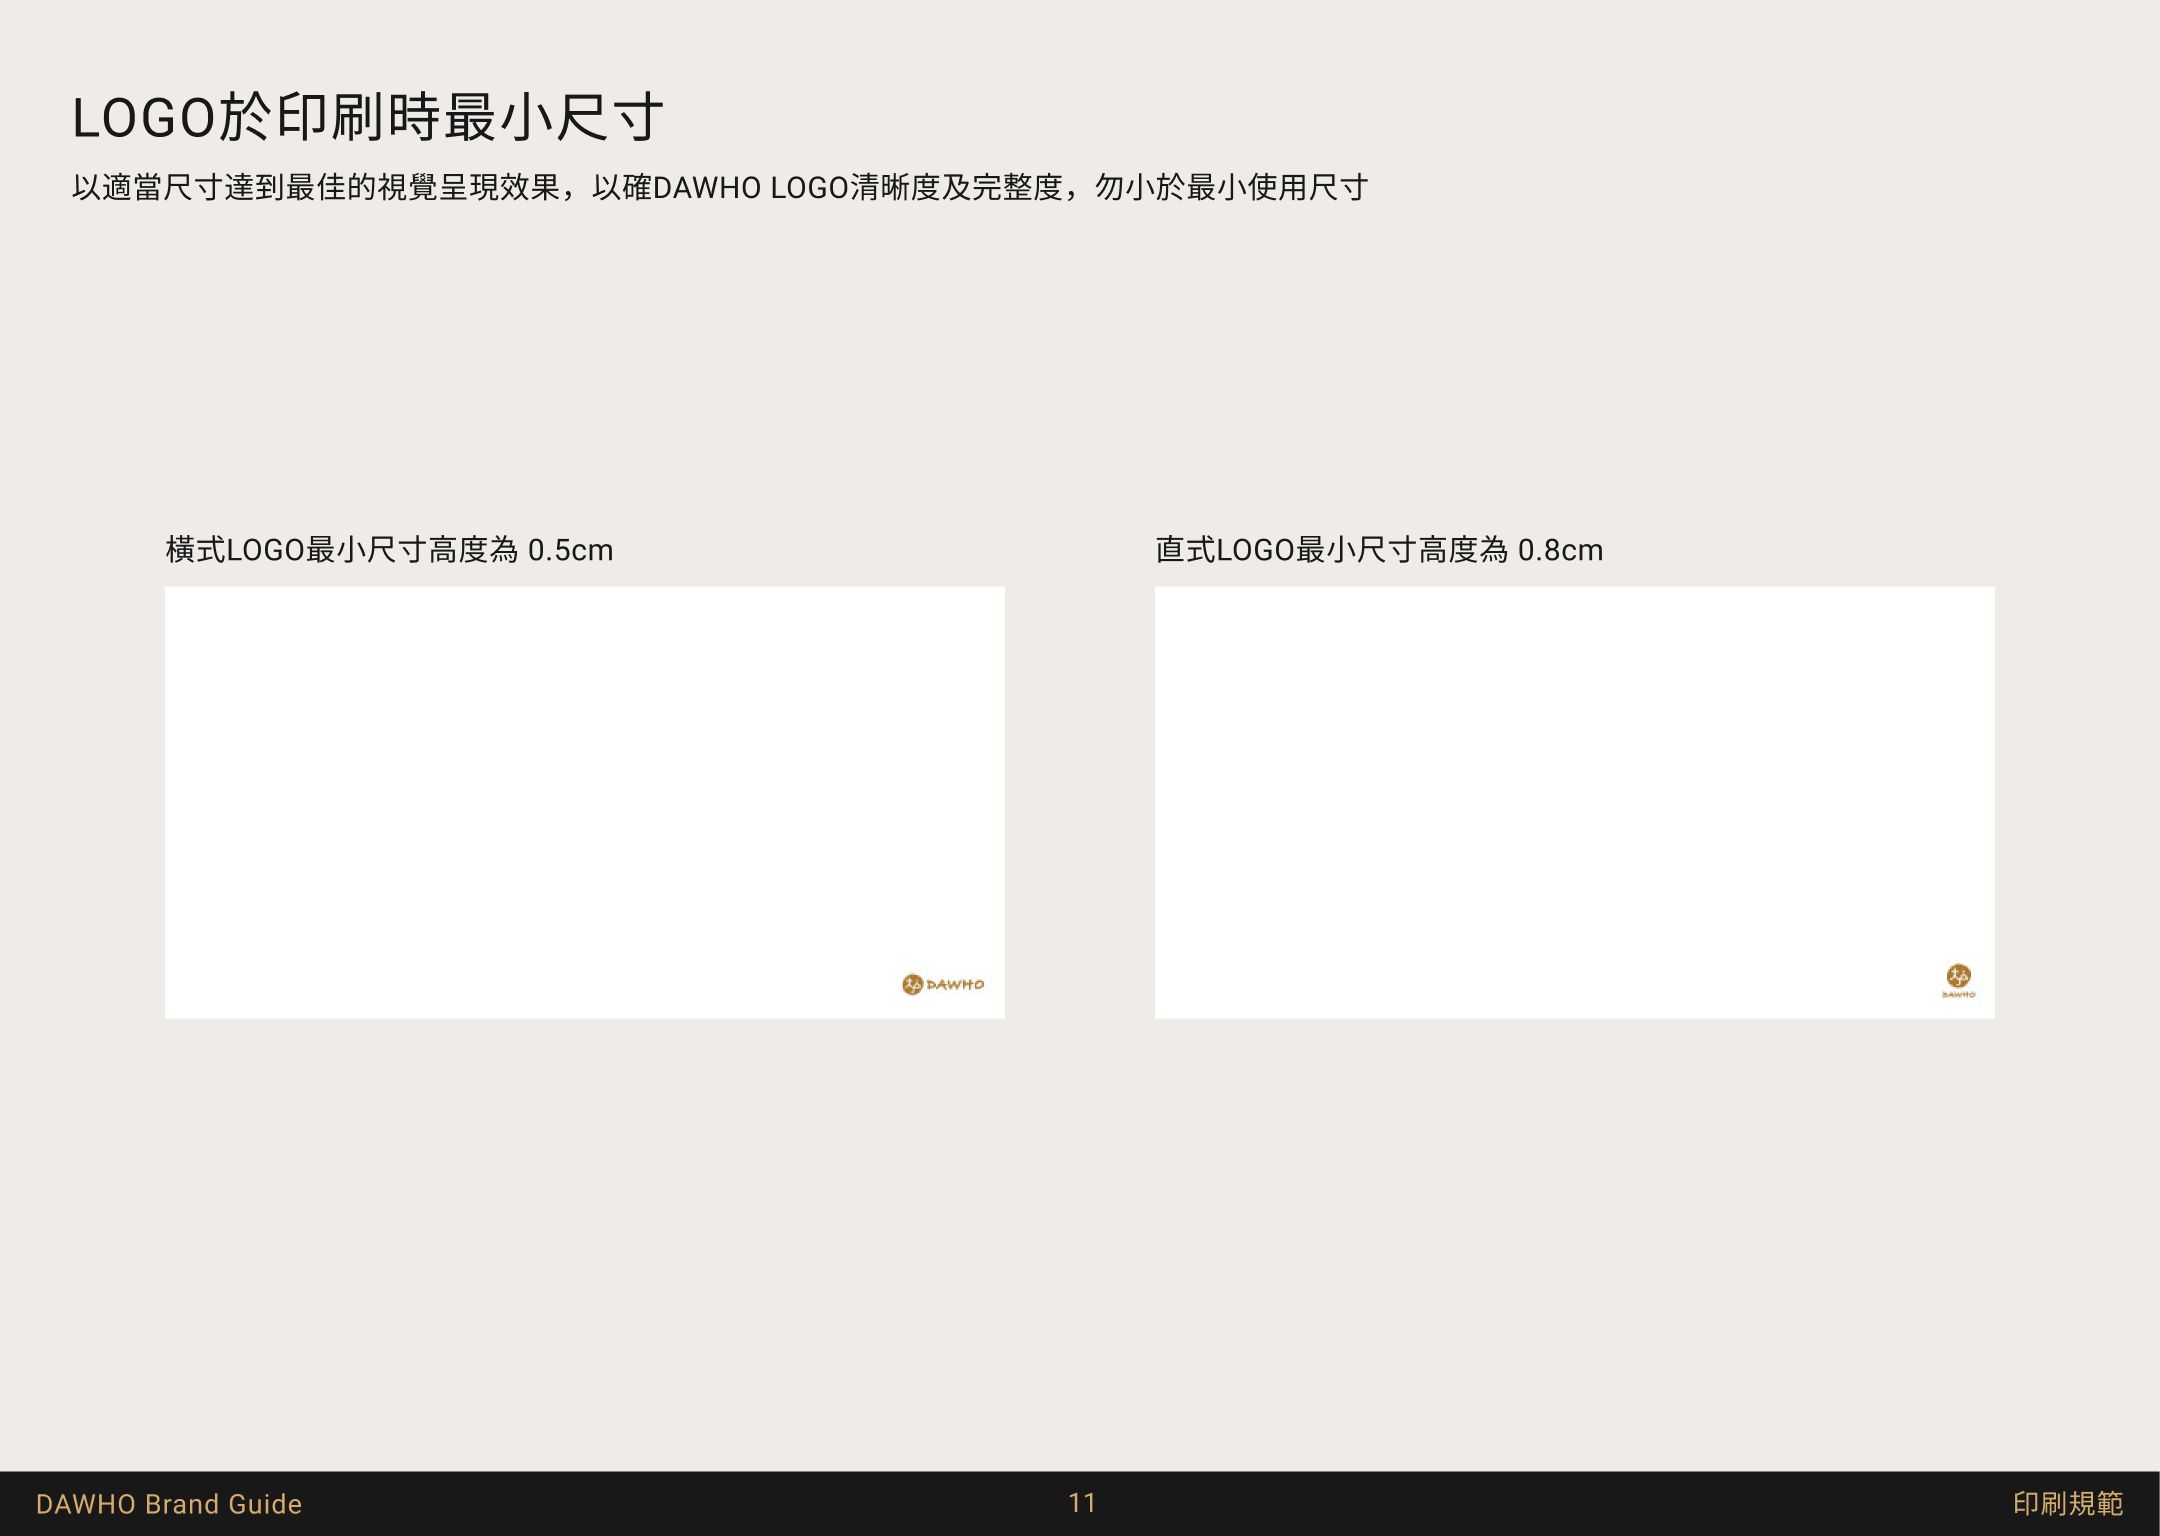 LOGO於印刷時最小尺寸
以適當尺寸達到最佳的視覺呈現效果，以確DAWHO LOGO清晰度及完整度，勿小於最小使用尺寸
橫式LOGO最小尺寸高度為 0.5cm
直式LOGO最小尺寸高度為 0.8cm
DAWHO
DAWHO
DAWHO Brand Guide
11
印刷規範